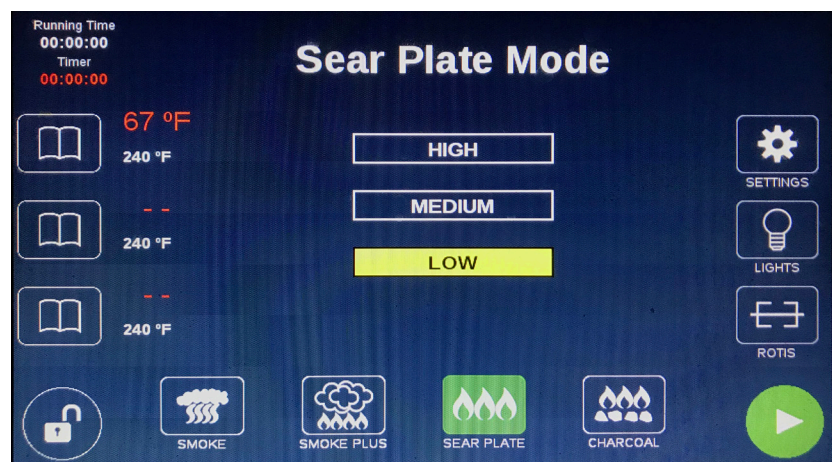 Running Time
00:00:00
Timer
00:00:00
Sear Plate Mode
67 ºF
240 ºF
- -
240 ºF
- -
240 ºF
HIGH
MEDIUM
LOW
SETTINGS
LIGHTS
ROTIS
SMOKE
SMOKE PLUS
SEAR PLATE
CHARCOAL